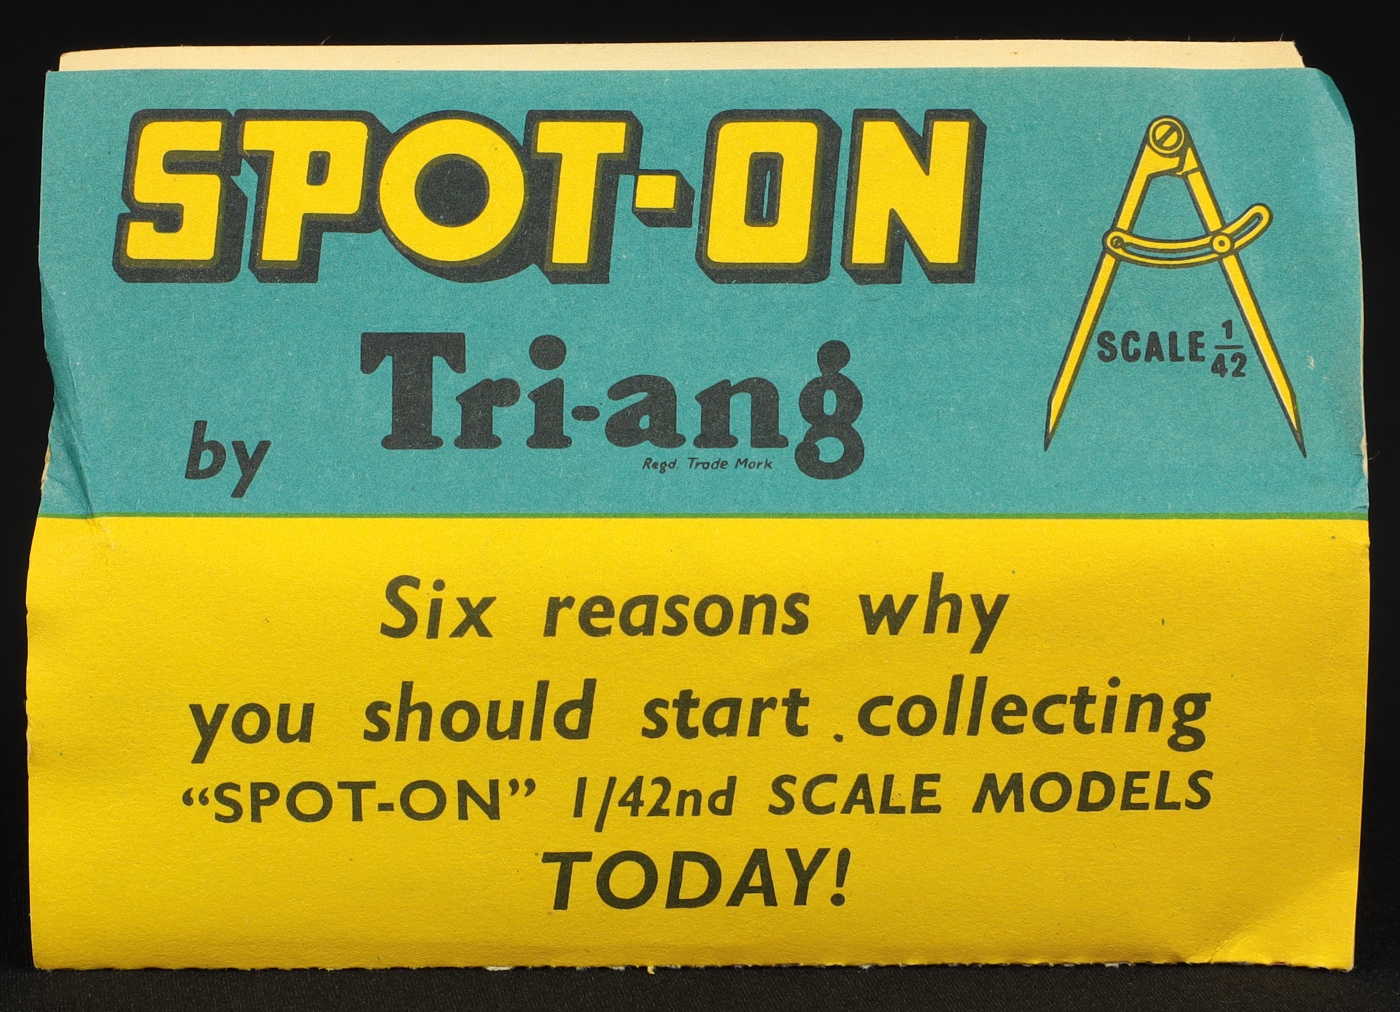 SPOT-ON
by Tri-ang
Regd. Trade Mark
SCALE 1/42
Six reasons why
you should start collecting
“SPOT-ON” 1/42nd SCALE MODELS
TODAY!